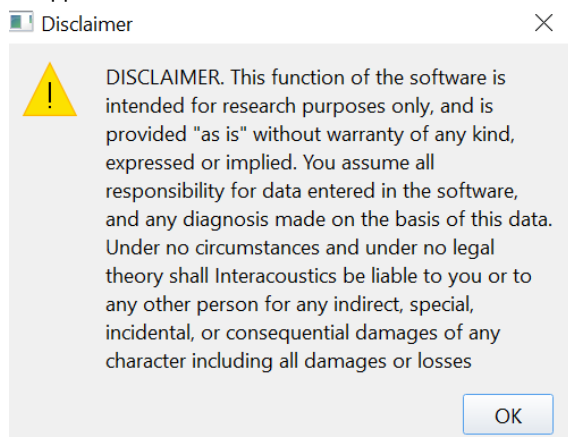 Disclaimer
DISCLAIMER. This function of the software is
intended for research purposes only, and is
provided "as is" without warranty of any kind,
expressed or implied. You assume all
responsibility for data entered in the software,
and any diagnosis made on the basis of this data.
Under no circumstances and under no legal
theory shall Interacoustics be liable to you or to
any other person for any indirect, special,
incidental, or consequential damages of any
character including all damages or losses
OK